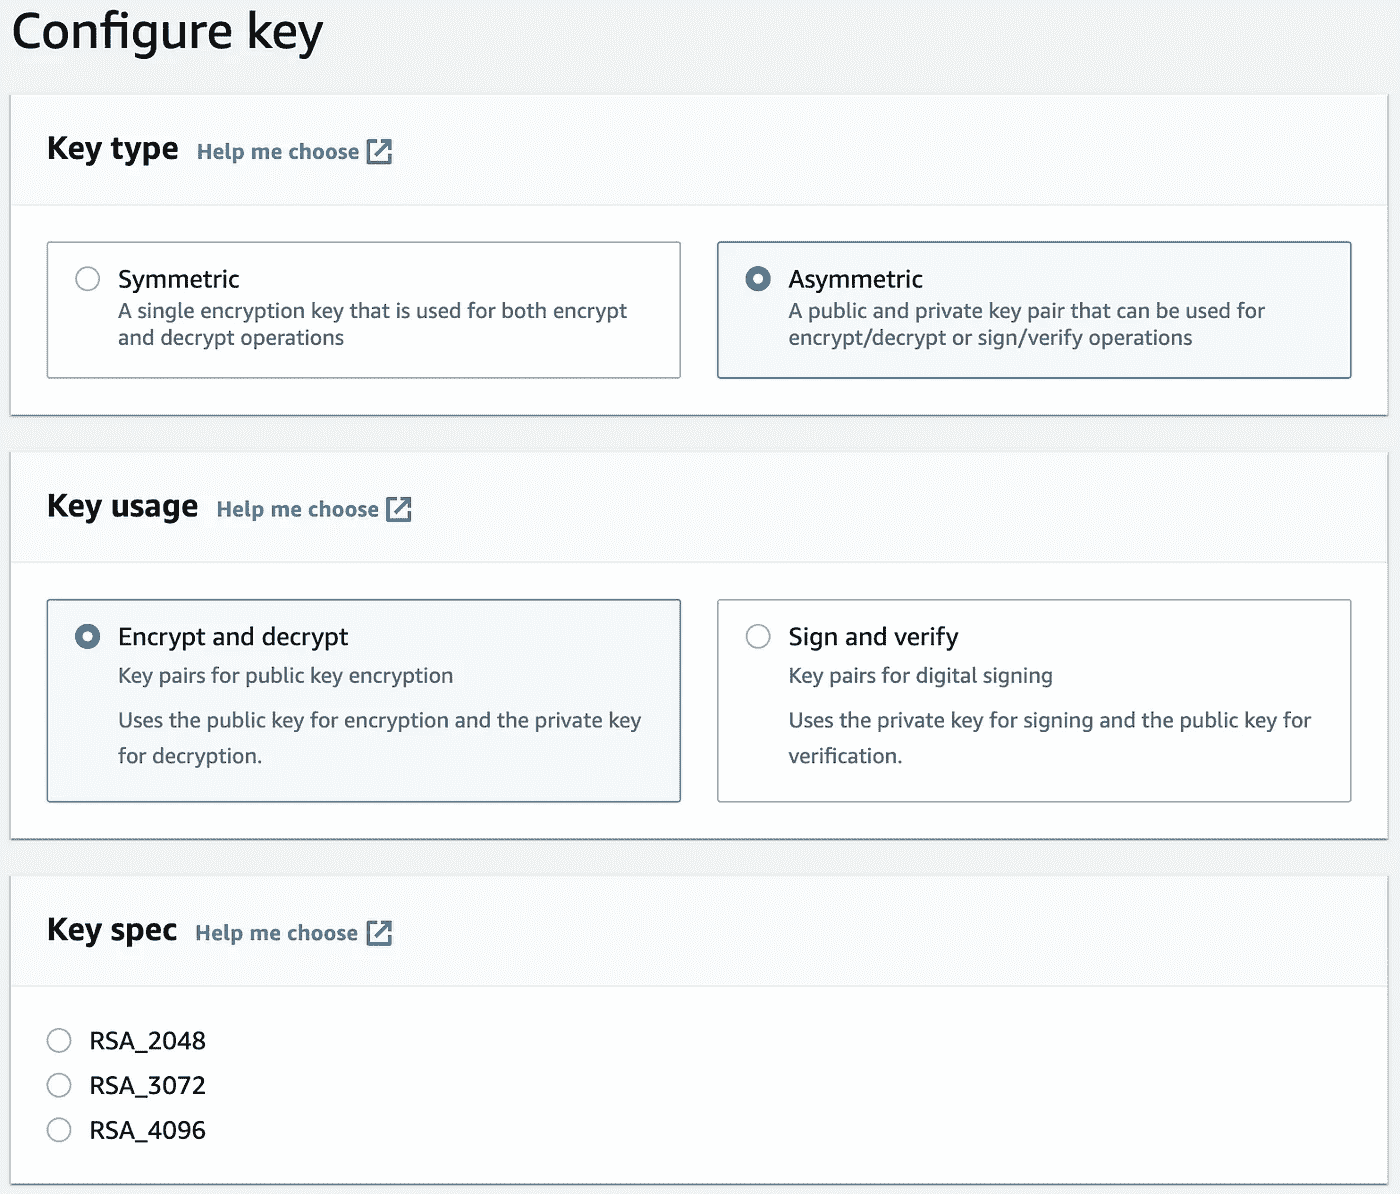 Configure key
Key type Help me choose
Symmetric
A single encryption key that is used for both encrypt
and decrypt operations
Asymmetric
A public and private key pair that can be used for
encrypt/decrypt or sign/verify operations
Key usage Help me choose
Encrypt and decrypt
Key pairs for public key encryption
Uses the public key for encryption and the private key
for decryption.
Sign and verify
Key pairs for digital signing
Uses the private key for signing and the public key for
verification.
Key spec Help me choose
RSA_2048
RSA_3072
RSA_4096